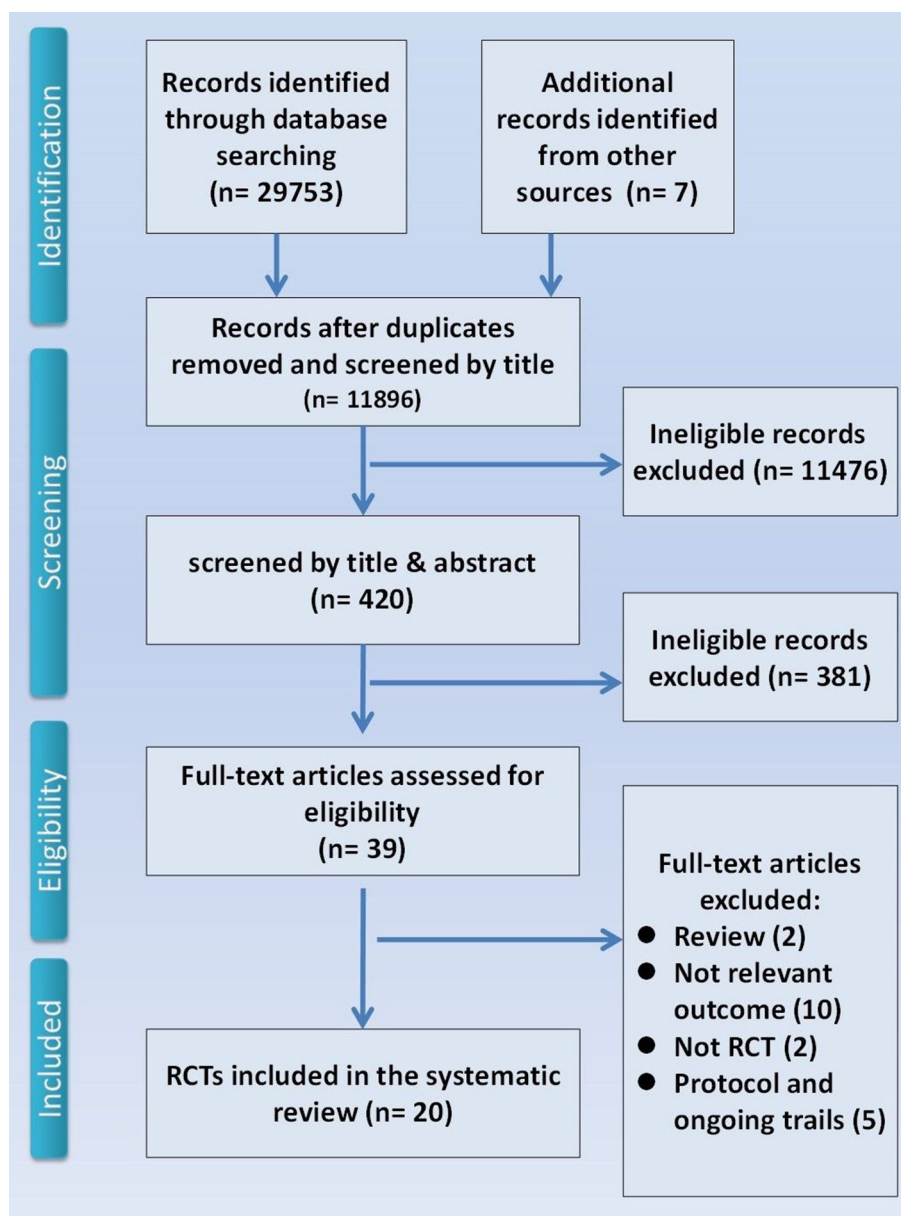 Identification
Records identified
through database
searching
(n= 29753)
Additional
records identified
from other
sources (n= 7)
Records after duplicates
removed and screened by title
(n= 11896)
Screening
Ineligible records
excluded (n= 11476)
screened by title & abstract
(n= 420)
Ineligible records
excluded (n= 381)
Eligibility
Full-text articles assessed for
eligibility
(n= 39)
Full-text articles
excluded:
● Review (2)
● Not relevant
outcome (10)
● Not RCT (2)
● Protocol and
ongoing trails (5)
Included
RCTs included in the systematic
review (n= 20)